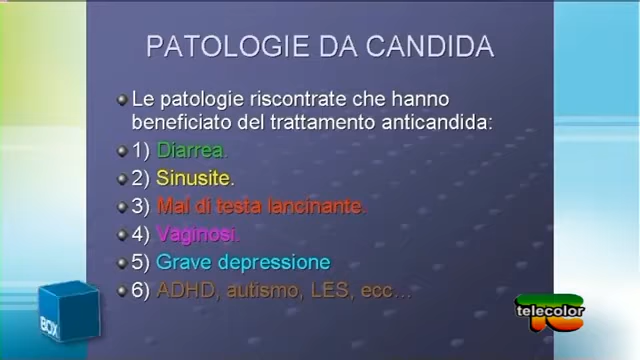 PATOLOGIE DA CANDIDA
Le patologie riscontrate che hanno
beneficiato del trattamento anticandida:
1) Diarrea.
2) Sinusite.
3) Mal di testa lancinante.
4) Vaginosi.
5) Grave depressione
6) ADHD, autismo, LES, ecc...
BOX
telecolor